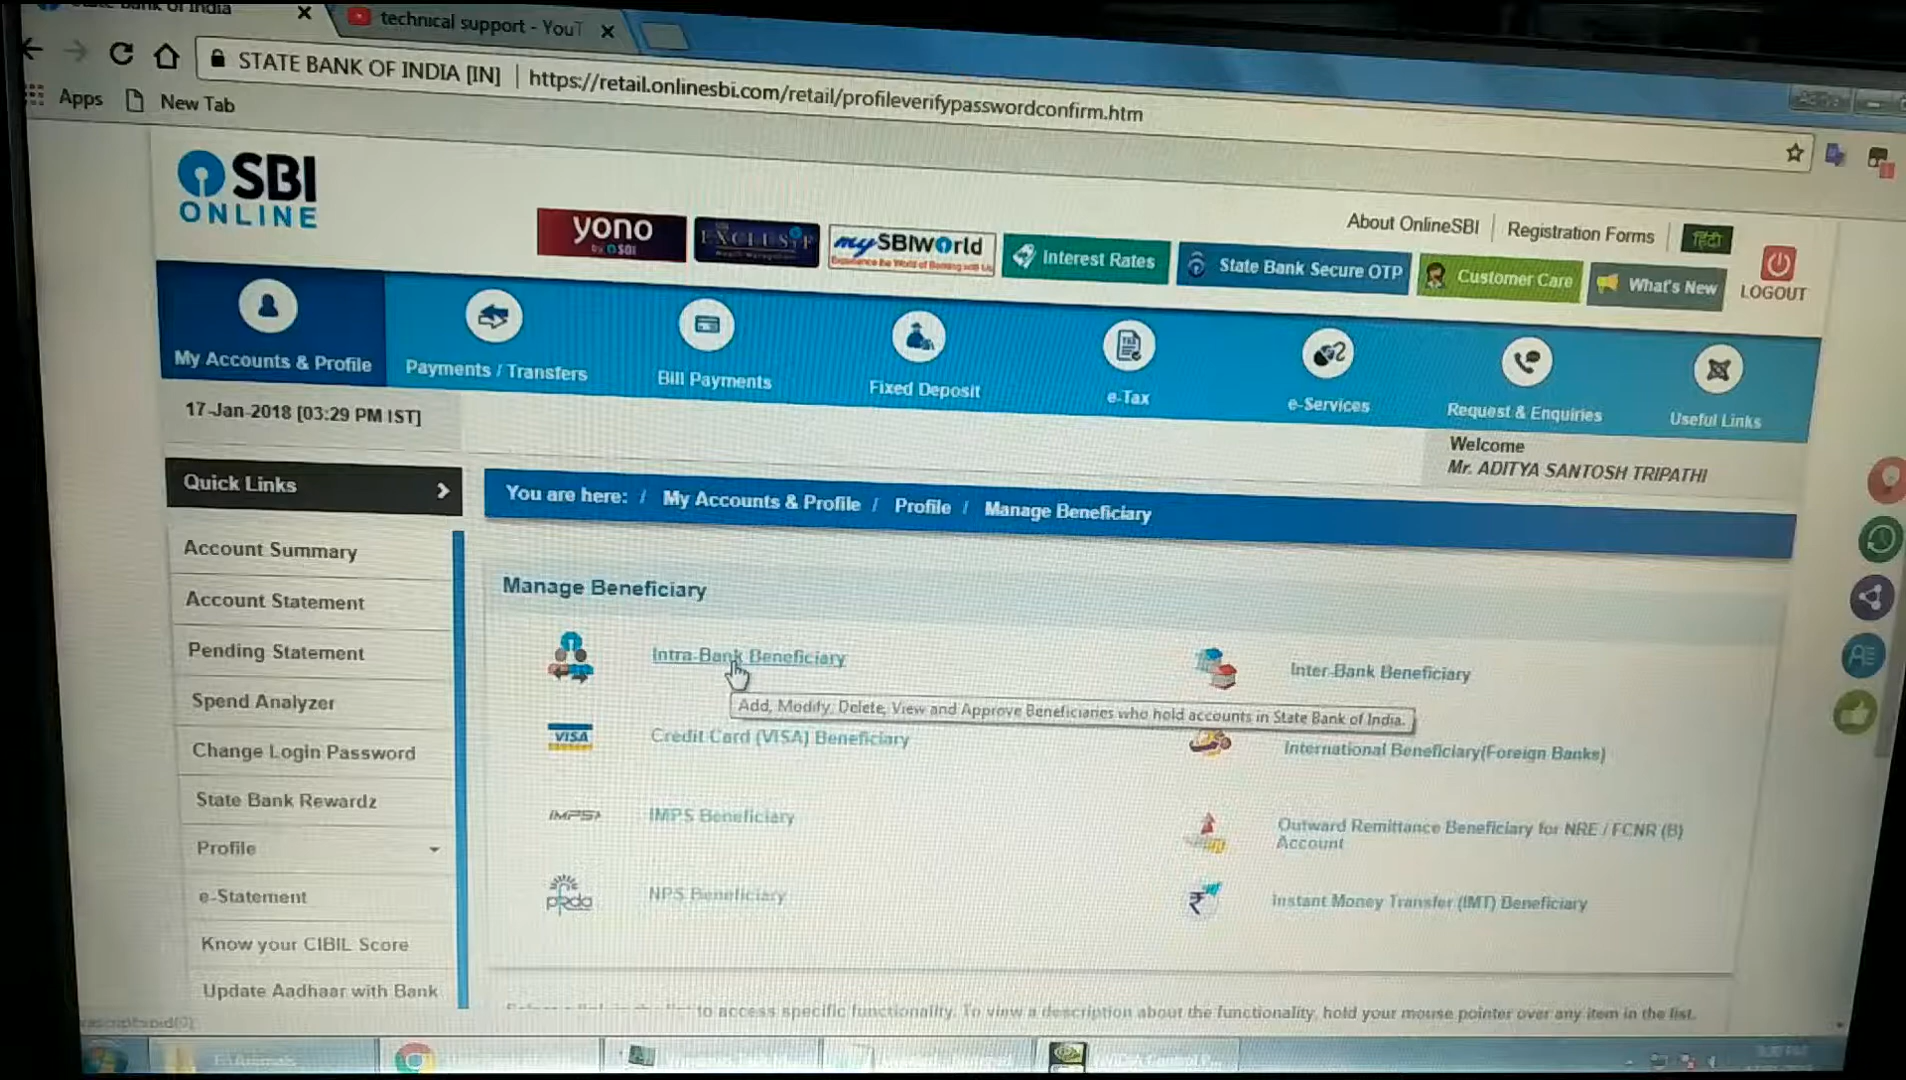 technical support - YouT
STATE BANK OF INDIA [IN] | https://retail.onlinesbi.com/retail/profileverifypasswordconfirm.htm
Apps New Tab
SBI
ONLINE
yono
by SBI
EXCLUSIF
mySBIWorld
Interest Rates
State Bank Secure OTP
About OnlineSBI
Registration Forms
हिंदी
Customer Care
What's New
LOGOUT
My Accounts & Profile
Payments / Transfers
Bill Payments
Fixed Deposit
e-Tax
e-Services
Request & Enquiries
Useful Links
17-Jan-2018 [03:29 PM IST]
Welcome
Mr. ADITYA SANTOSH TRIPATHI
Quick Links
You are here: / My Accounts & Profile / Profile / Manage Beneficiary
Account Summary
Account Statement
Pending Statement
Spend Analyzer
Change Login Password
State Bank Rewardz
Profile
e-Statement
Know your CIBIL Score
Update Aadhaar with Bank
Manage Beneficiary
Intra-Bank Beneficiary
Inter-Bank Beneficiary
Add, Modify, Delete, View and Approve Beneficiaries who hold accounts in State Bank of India.
VISA
Credit Card (VISA) Beneficiary
International Beneficiary(Foreign Banks)
IMPS
IMPS Beneficiary
Outward Remittance Beneficiary for NRE / FCNR (B)
Account
NPS Beneficiary
Instant Money Transfer (IMT) Beneficiary
to access specific functionality. To view a description about the functionality, hold your mouse pointer over any item in the list.